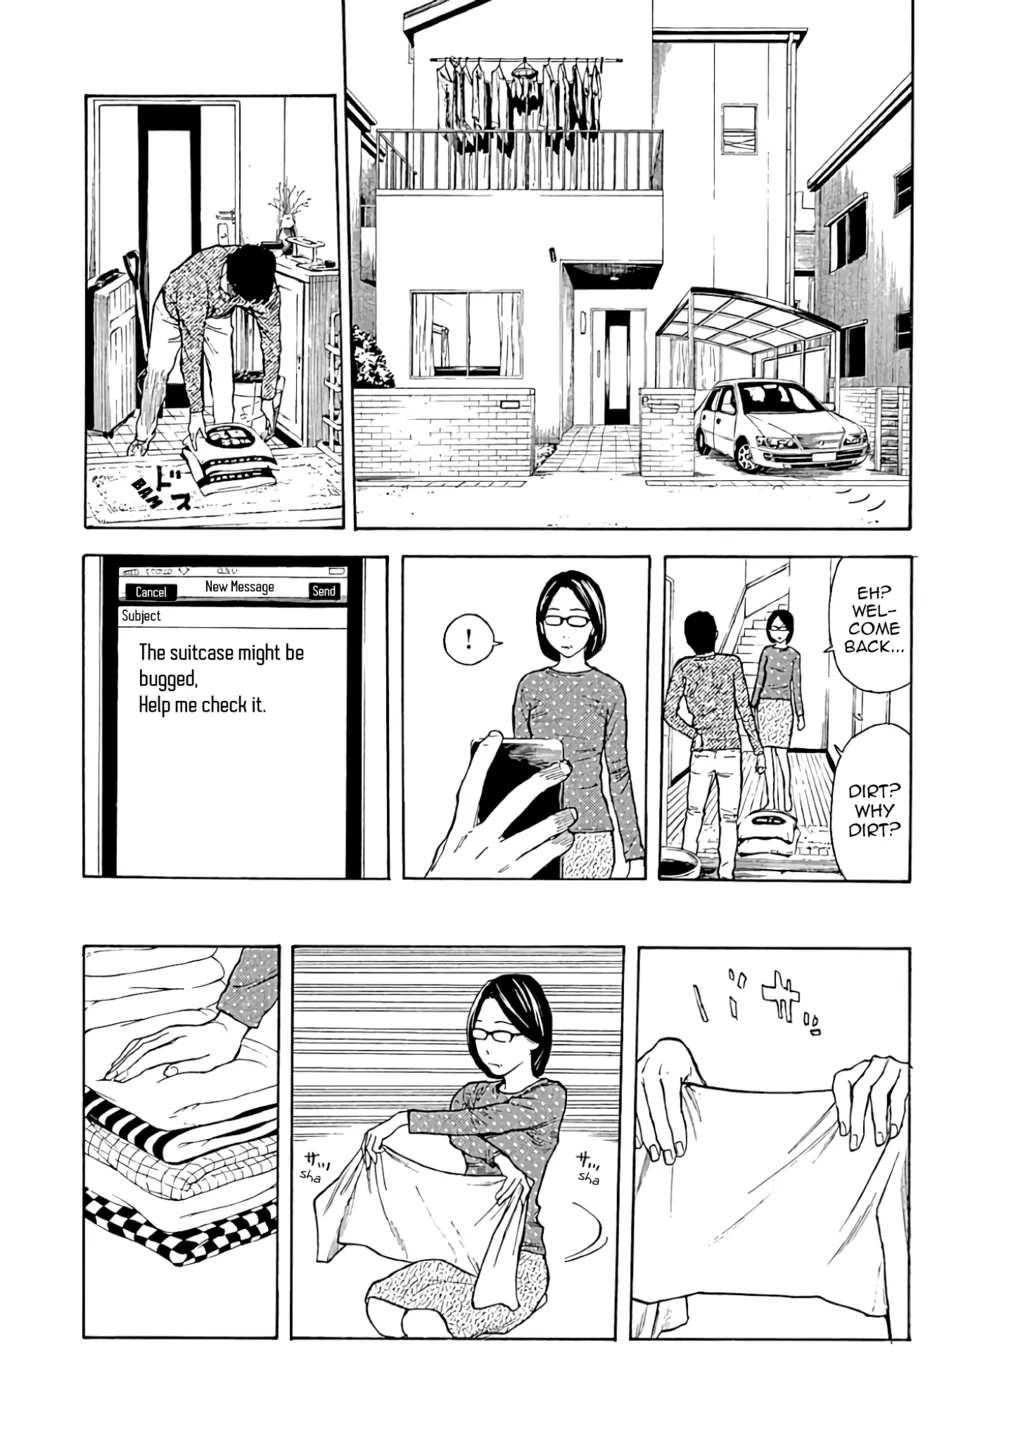 ドス
BAM
EH?
WEL-
COME
BACK...
DIRT?
WHY
DIRT?
!
Cancel
New Message
Send
Subject
The suitcase might be
bugged,
Help me check it.
バサ
サッ
sha
サッ
sha